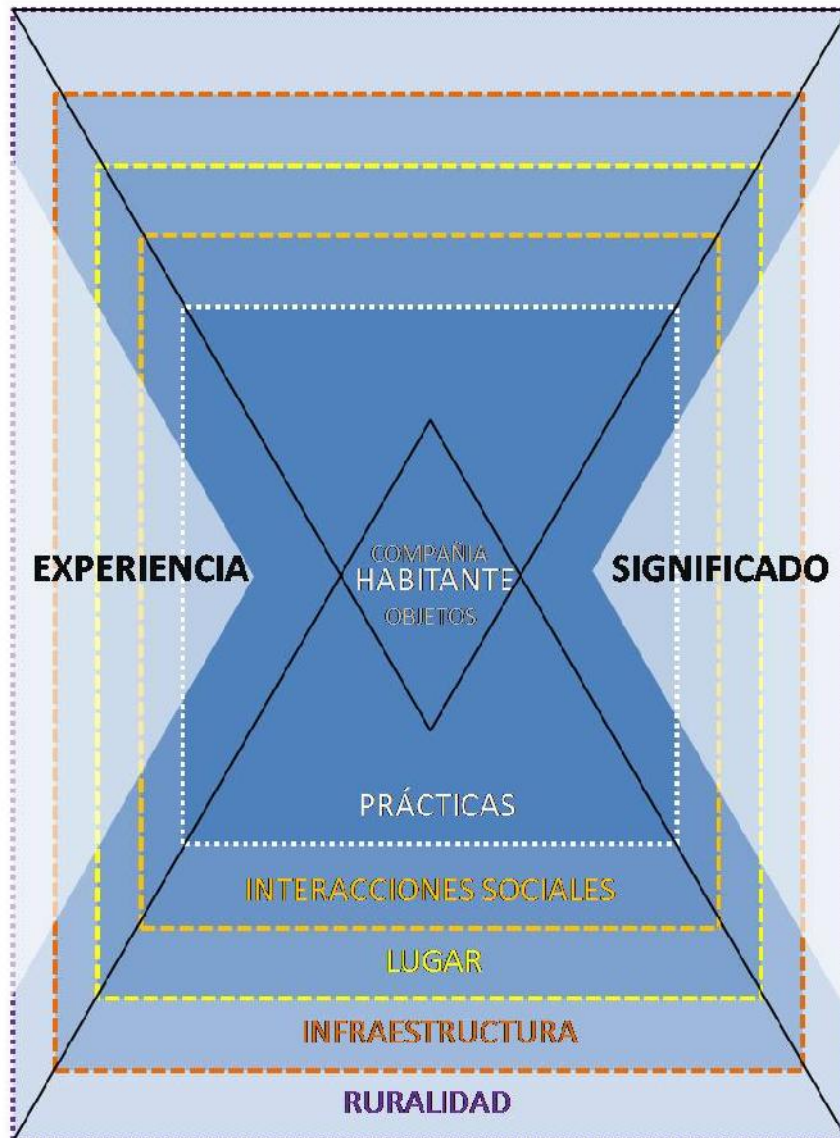 COMPAÑIA
EXPERIENCIA
HABITANTE
SIGNIFICADO
OBJETOS
PRÁCTICAS
INTERACCIONES SOCIALES
LUGAR
INFRAESTRUCTURA
RURALIDAD